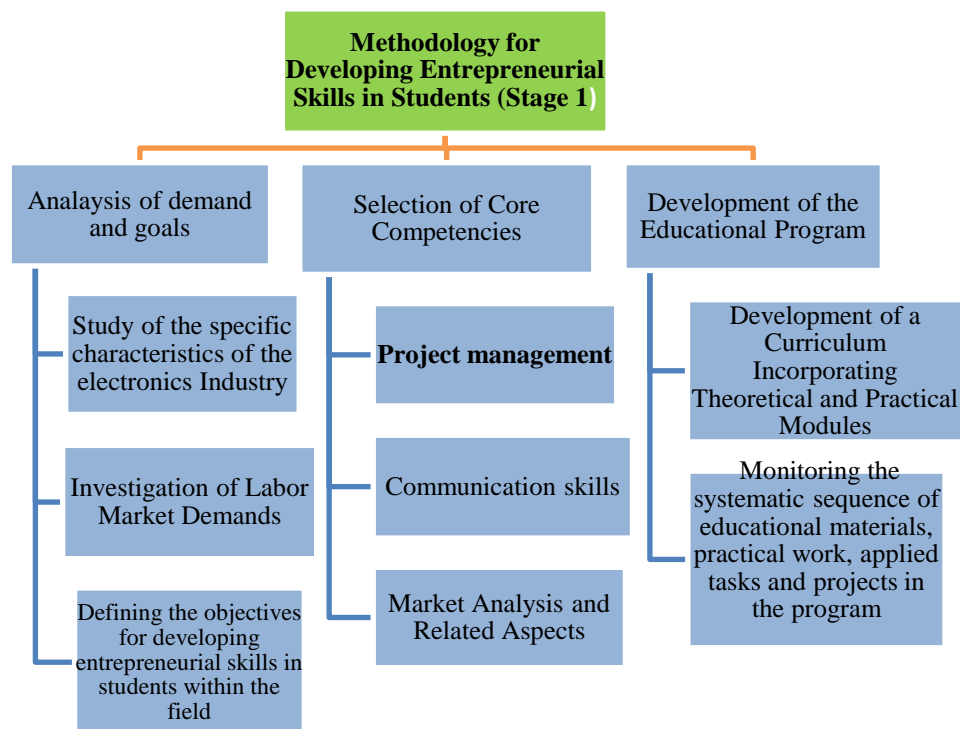 Methodology for
Developing Entrepreneurial
Skills in Students (Stage 1)
Analaysis of demand
and goals
Study of the specific
characteristics of the
electronics Industry
Investigation of Labor
Market Demands
Defining the objectives
for developing
entrepreneurial skills in
students within the
field
Selection of Core
Competencies
Project management
Communication skills
Market Analysis and
Related Aspects
Development of the
Educational Program
Development of a
Curriculum
Incorporating
Theoretical and Practical
Modules
Monitoring the
systematic sequence of
educational materials,
practical work, applied
tasks and projects in
the program